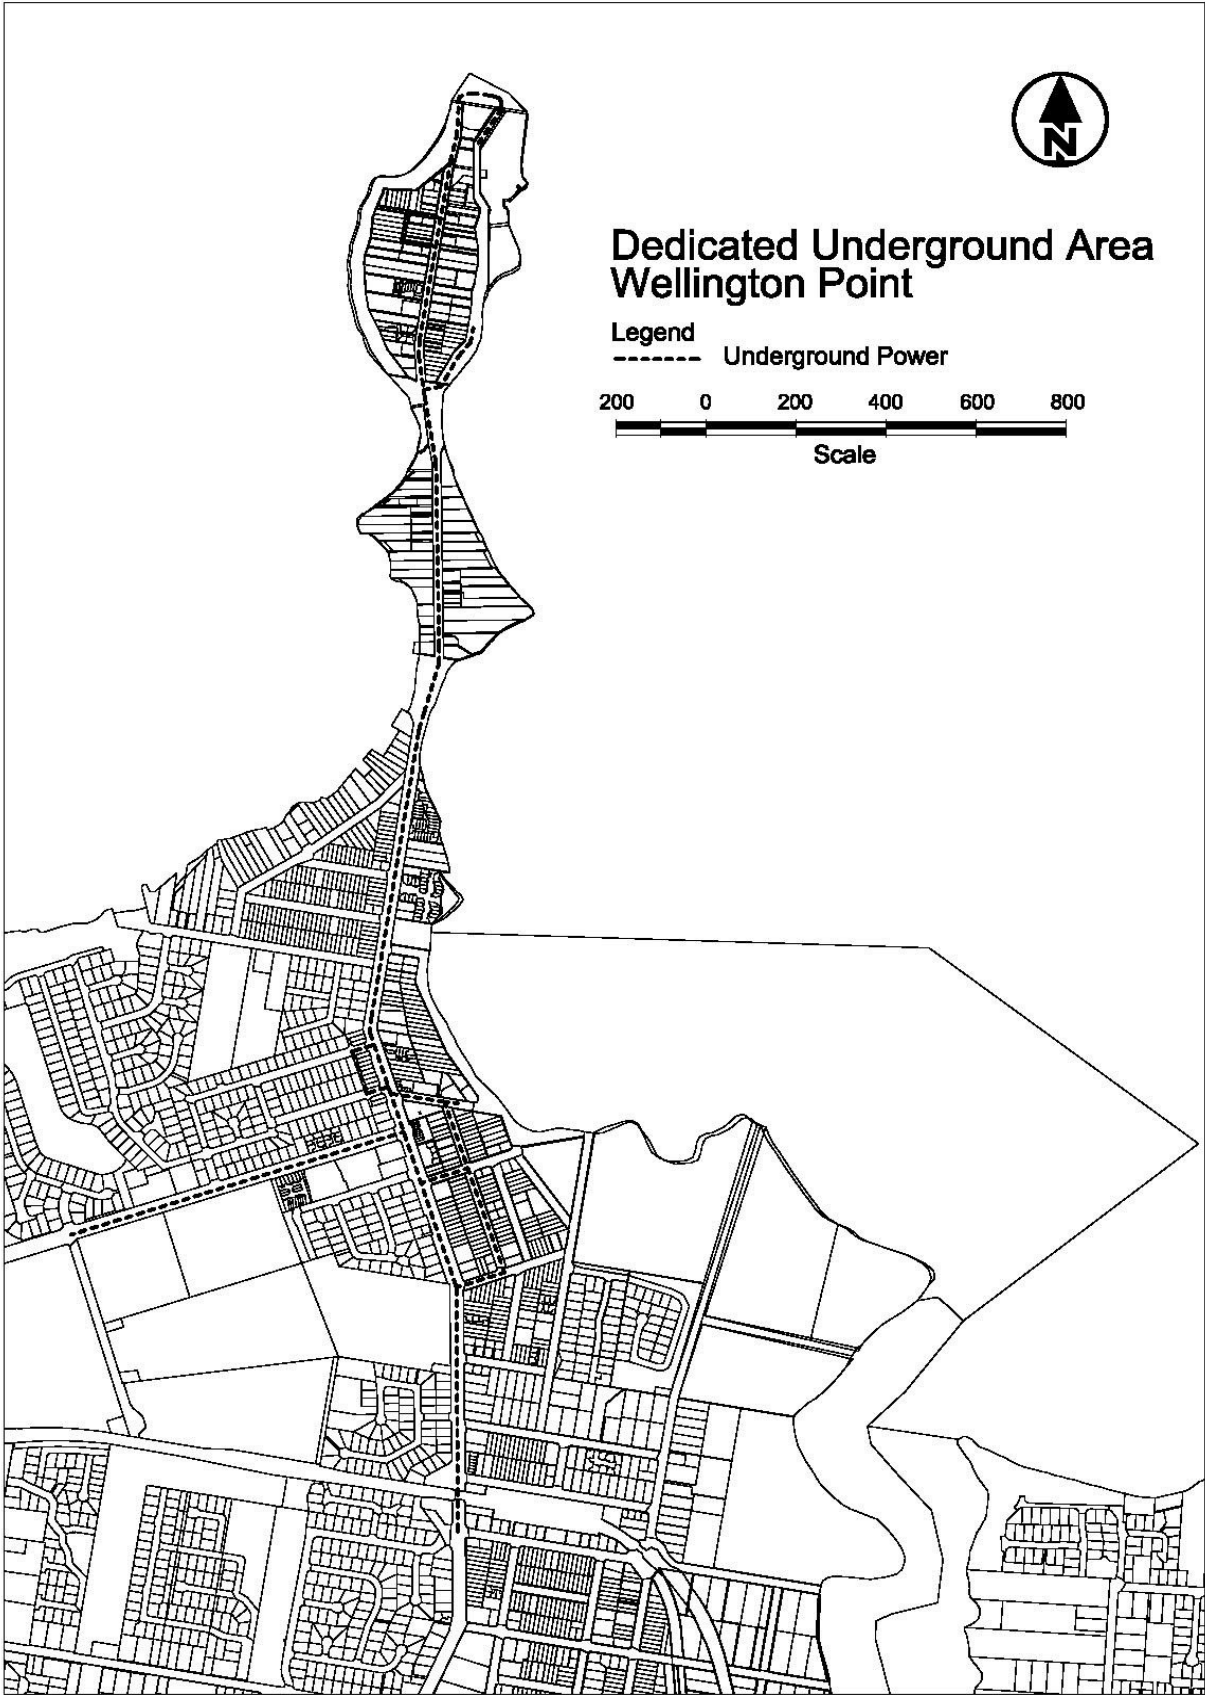 N
Dedicated Underground Area
Wellington Point
Legend
Underground Power
200 0 200 400 600 800
Scale